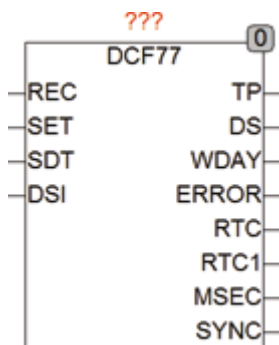 ???
0
DCF77
REC TP
SET DS
SDT WDAY
DSI ERROR
RTC
RTC1
MSEC
SYNC